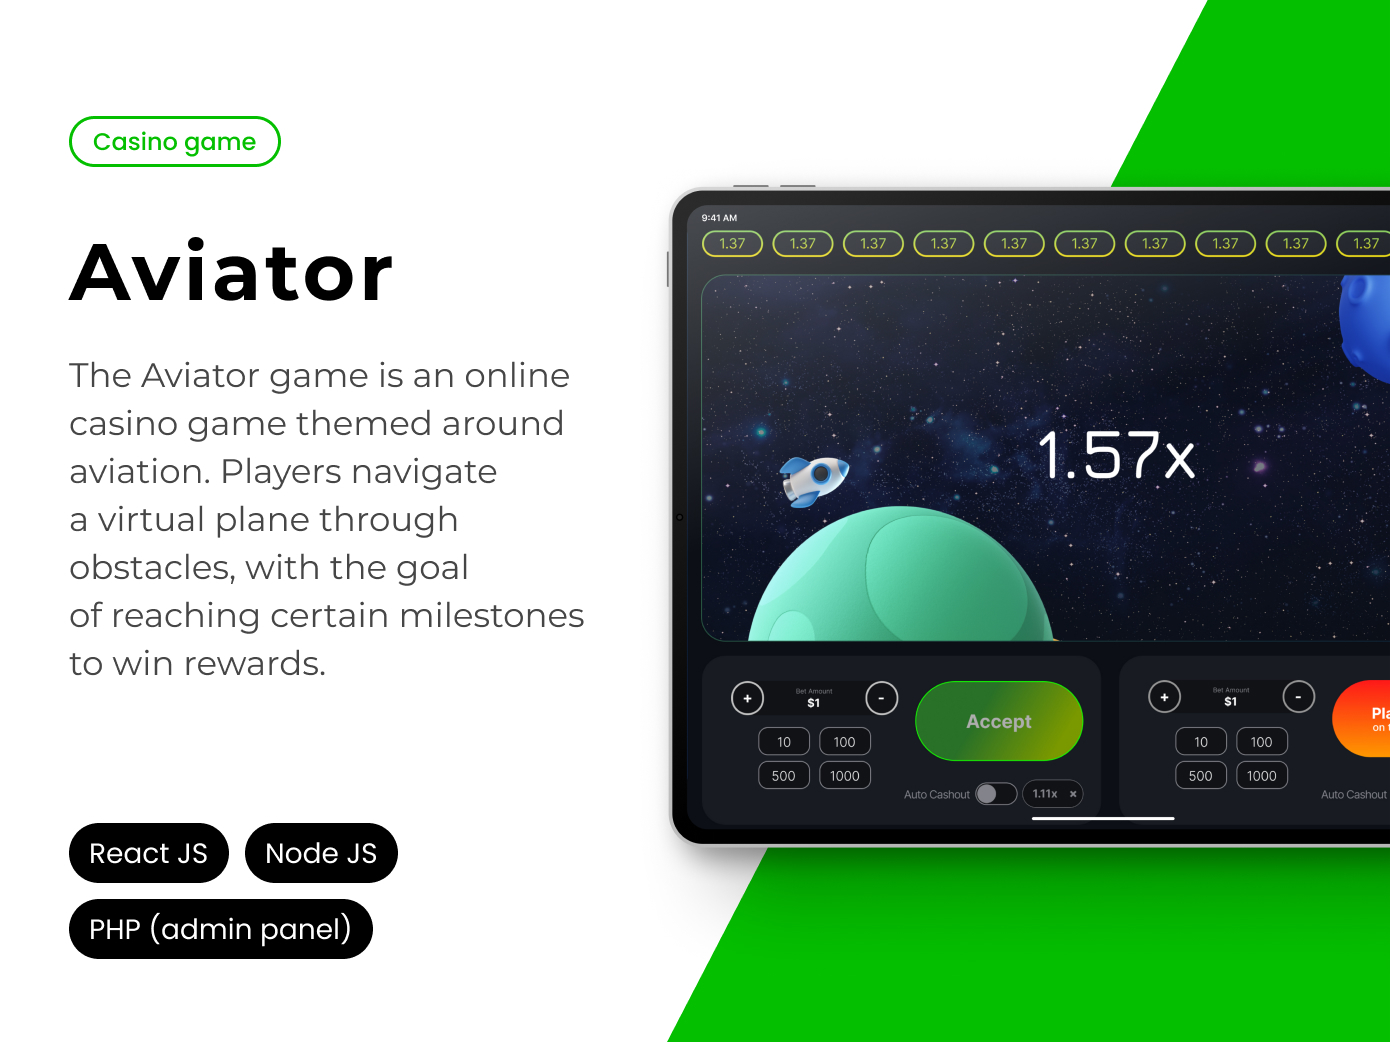 Casino game
Aviator
The Aviator game is an online
casino game themed around
aviation. Players navigate
a virtual plane through
obstacles, with the goal
of reaching certain milestones
to win rewards.
React JS Node JS
PHP (admin panel)
9:41 AM
1.37 1.37 1.37 1.37 1.37 1.37 1.37 1.37 1.37 1.37
1.57x
+ Bet Amount -
$1
Accept
10 100
500 1000
Auto Cashout 1.11x ×
+ Bet Amount -
$1
10 100
500 1000
Auto Cashout